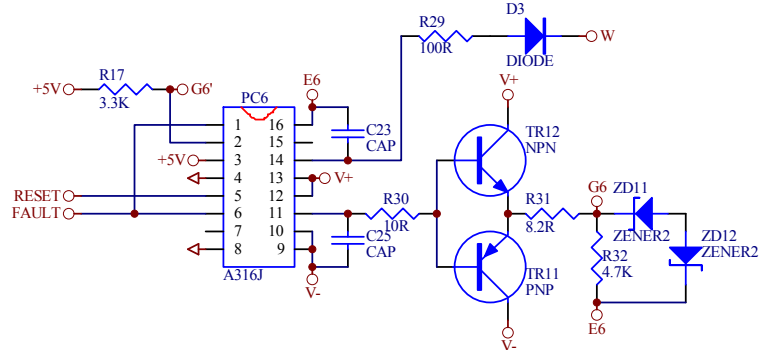 D3
R29
W
100R
DIODE
R17
+5V
G6'
3.3K
PC6
E6
V+
1
16
2
15
C23
CAP
TR12
NPN
+5V
3
14
4
13
V+
RESET
5
12
R30
R31
G6
ZD11
FAULT
6
11
10R
8.2R
ZENER2
ZD12
ZENER2
7
10
C25
CAP
R32
4.7K
8
9
A316J
TR11
PNP
V-
E6
V-